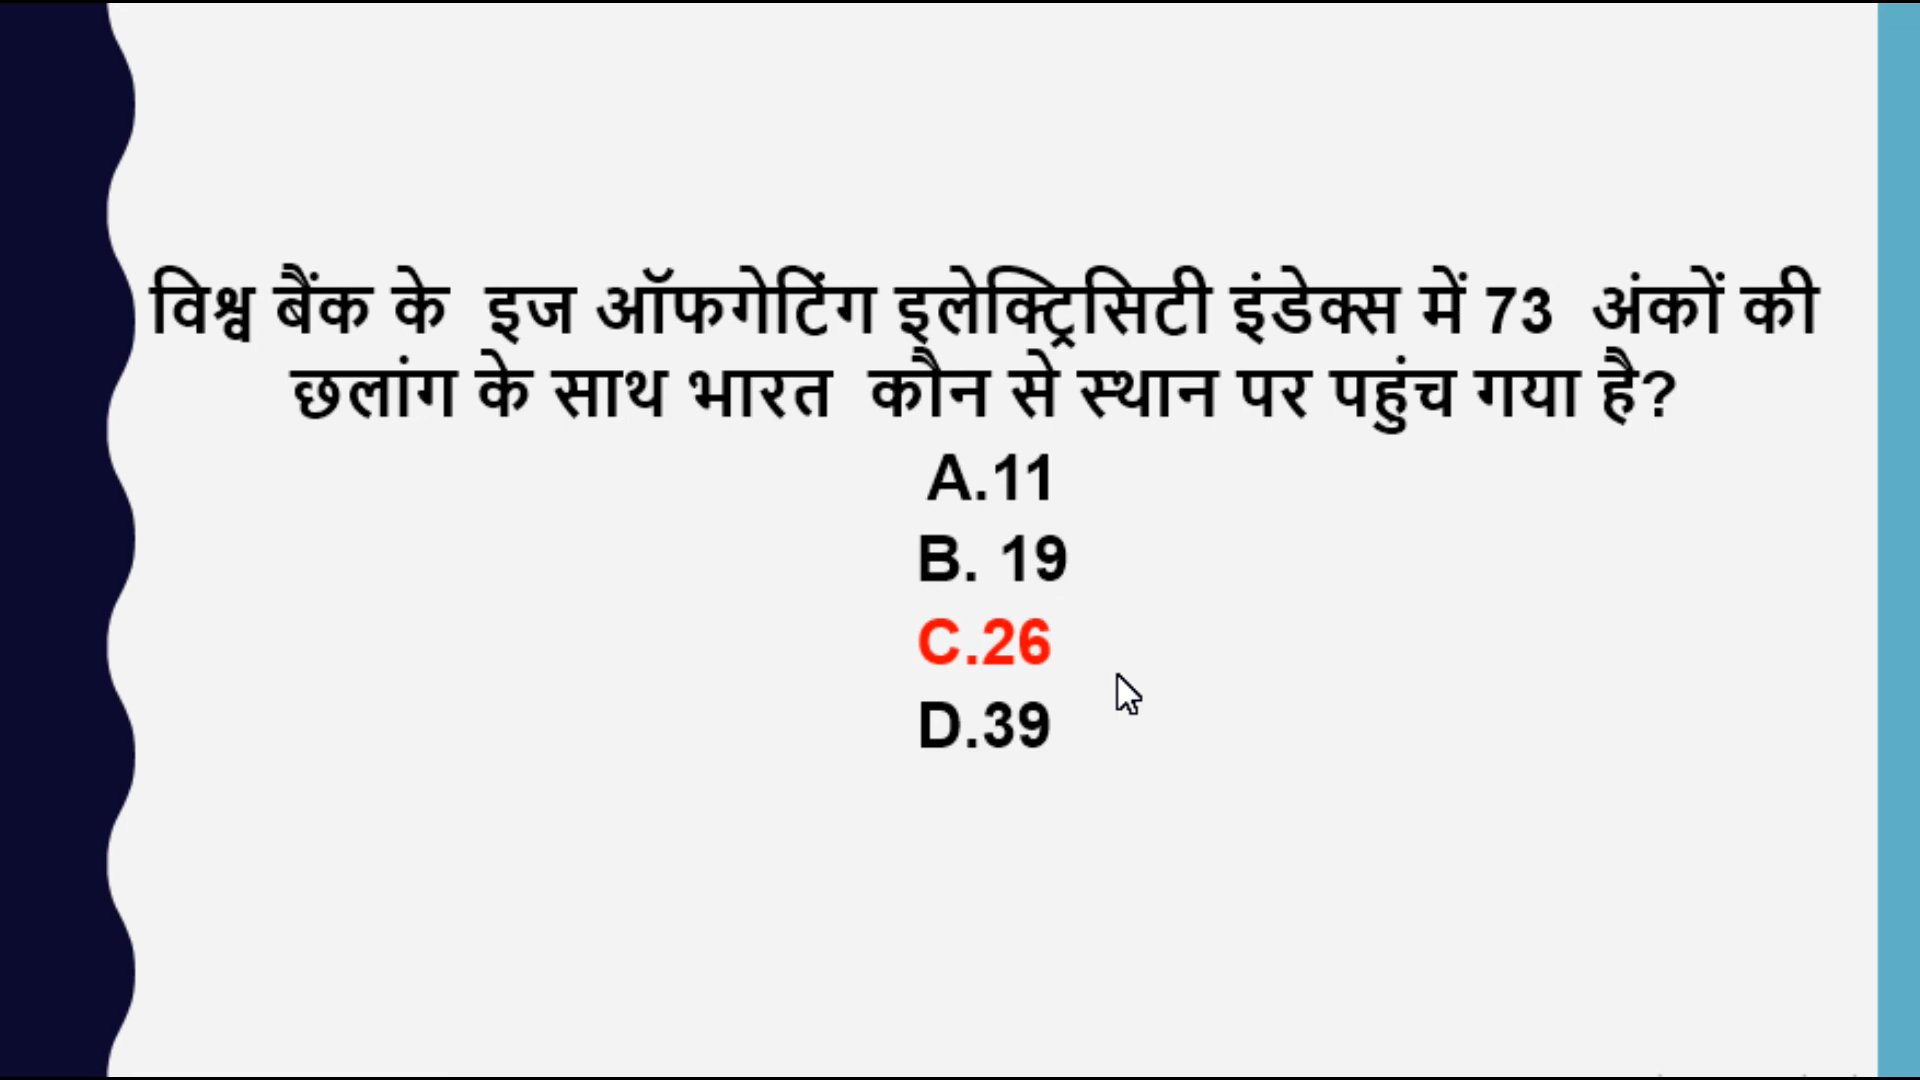 विश्व बैंक के इज ऑफगेटिंग इलेक्ट्रिसिटी इंडेक्स में 73 अंकों की
छलांग के साथ भारत कौन से स्थान पर पहुंच गया है?
A.11
B. 19
C.26
D.39